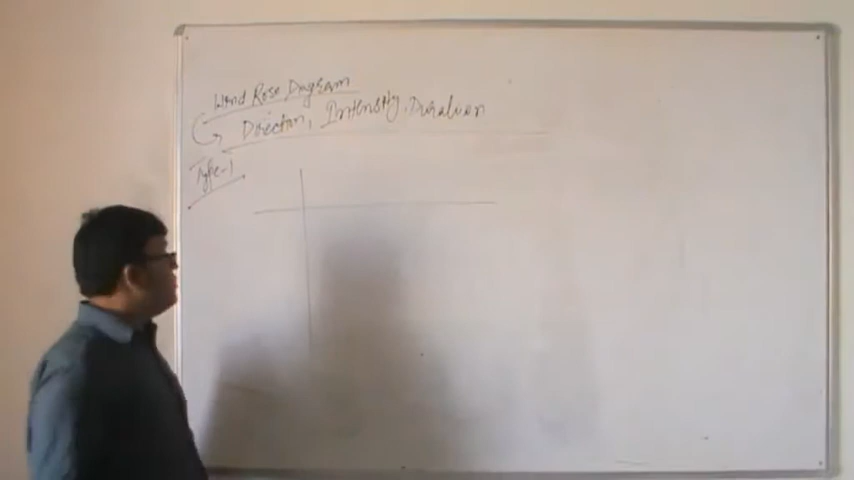 Wind Rose Diagram
Direction, Intensity, Duration
Type-1